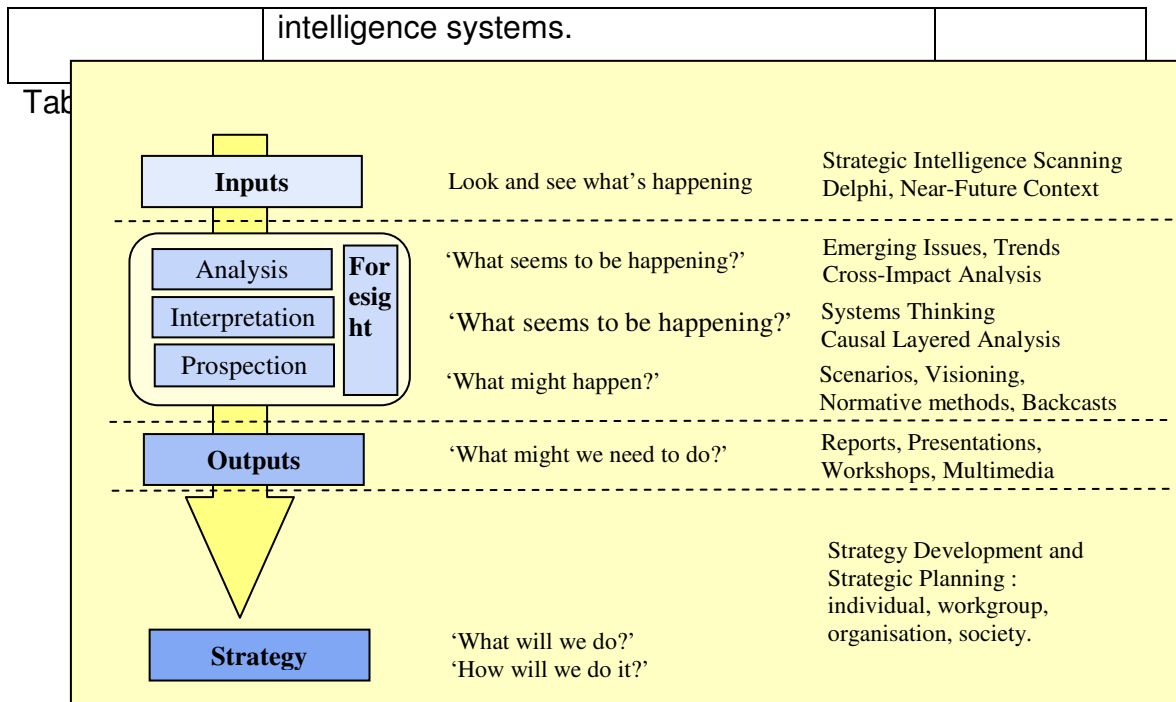 intelligence systems.
Tab
Inputs
Look and see what's happening
Strategic Intelligence Scanning
Delphi, Near-Future Context
Analysis
Interpretation
Prospection
For
esig
ht
‘What seems to be happening?’
Emerging Issues, Trends
Cross-Impact Analysis
‘What seems to be happening?’
Systems Thinking
Causal Layered Analysis
‘What might happen?’
Scenarios, Visioning,
Normative methods, Backcasts
Outputs
‘What might we need to do?’
Reports, Presentations,
Workshops, Multimedia
Strategy Development and
Strategic Planning :
individual, workgroup,
organisation, society.
Strategy
‘What will we do?’
‘How will we do it?’